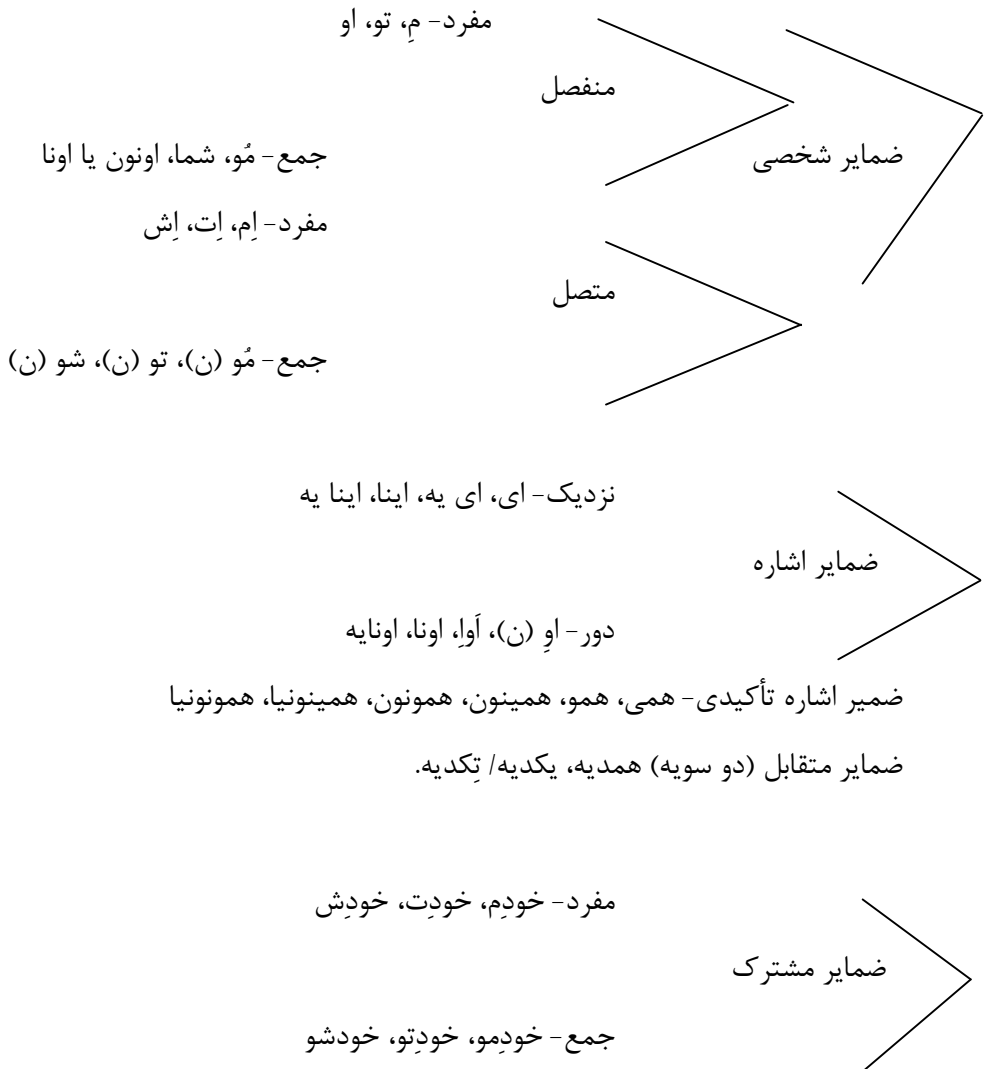 مفرد- مِ، تو، او
منفصل
ضمایر شخصی
جمع- مُو، شما، اونون یا اونا
مفرد- اِم، اِت، اِش
متصل
جمع- مُو (ن)، تو (ن)، شو (ن)
نزدیک- ای، ای یه، اینا، اینا یه
ضمایر اشاره
دور- اوِ (ن)، اَواِ، اونا، اونایه
ضمیر اشاره تأکیدی- همی، همو، همینون، همونون، همینونیا، همونونیا
ضمایر متقابل (دو سویه) همدیه، یکدیه/ تِکدیه.
مفرد- خودِم، خودِت، خودِش
ضمایر مشترک
جمع- خودِمو، خودِتو، خودشو